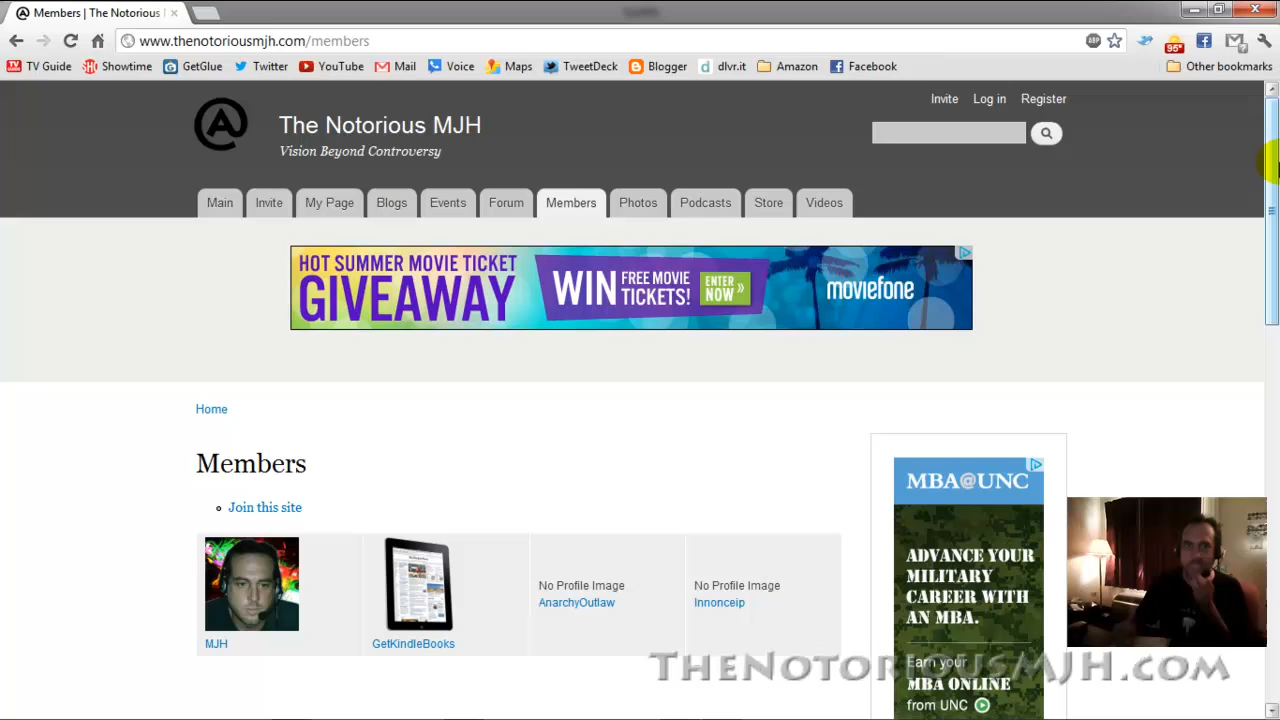 Members | The Notorious
www.thenotoriousmjh.com/members
ABP
95°
TV Guide
Showtime
GetGlue
Twitter
YouTube
Mail
Voice
Maps
TweetDeck
Blogger
dlvr.it
Amazon
Facebook
Other bookmarks
Invite
Log in
Register
The Notorious MJH
Vision Beyond Controversy
Main
Invite
My Page
Blogs
Events
Forum
Members
Photos
Podcasts
Store
Videos
HOT SUMMER MOVIE TICKET
GIVEAWAY
WIN FREE MOVIE TICKETS!
ENTER NOW »
moviefone
Home
Members
Join this site
MJH
GetKindleBooks
No Profile Image
AnarchyOutlaw
No Profile Image
Innonceip
MBA@UNC
ADVANCE YOUR
MILITARY
CAREER WITH
AN MBA.
Earn your
MBA ONLINE
from UNC
THENOTORIOUSMJH.COM